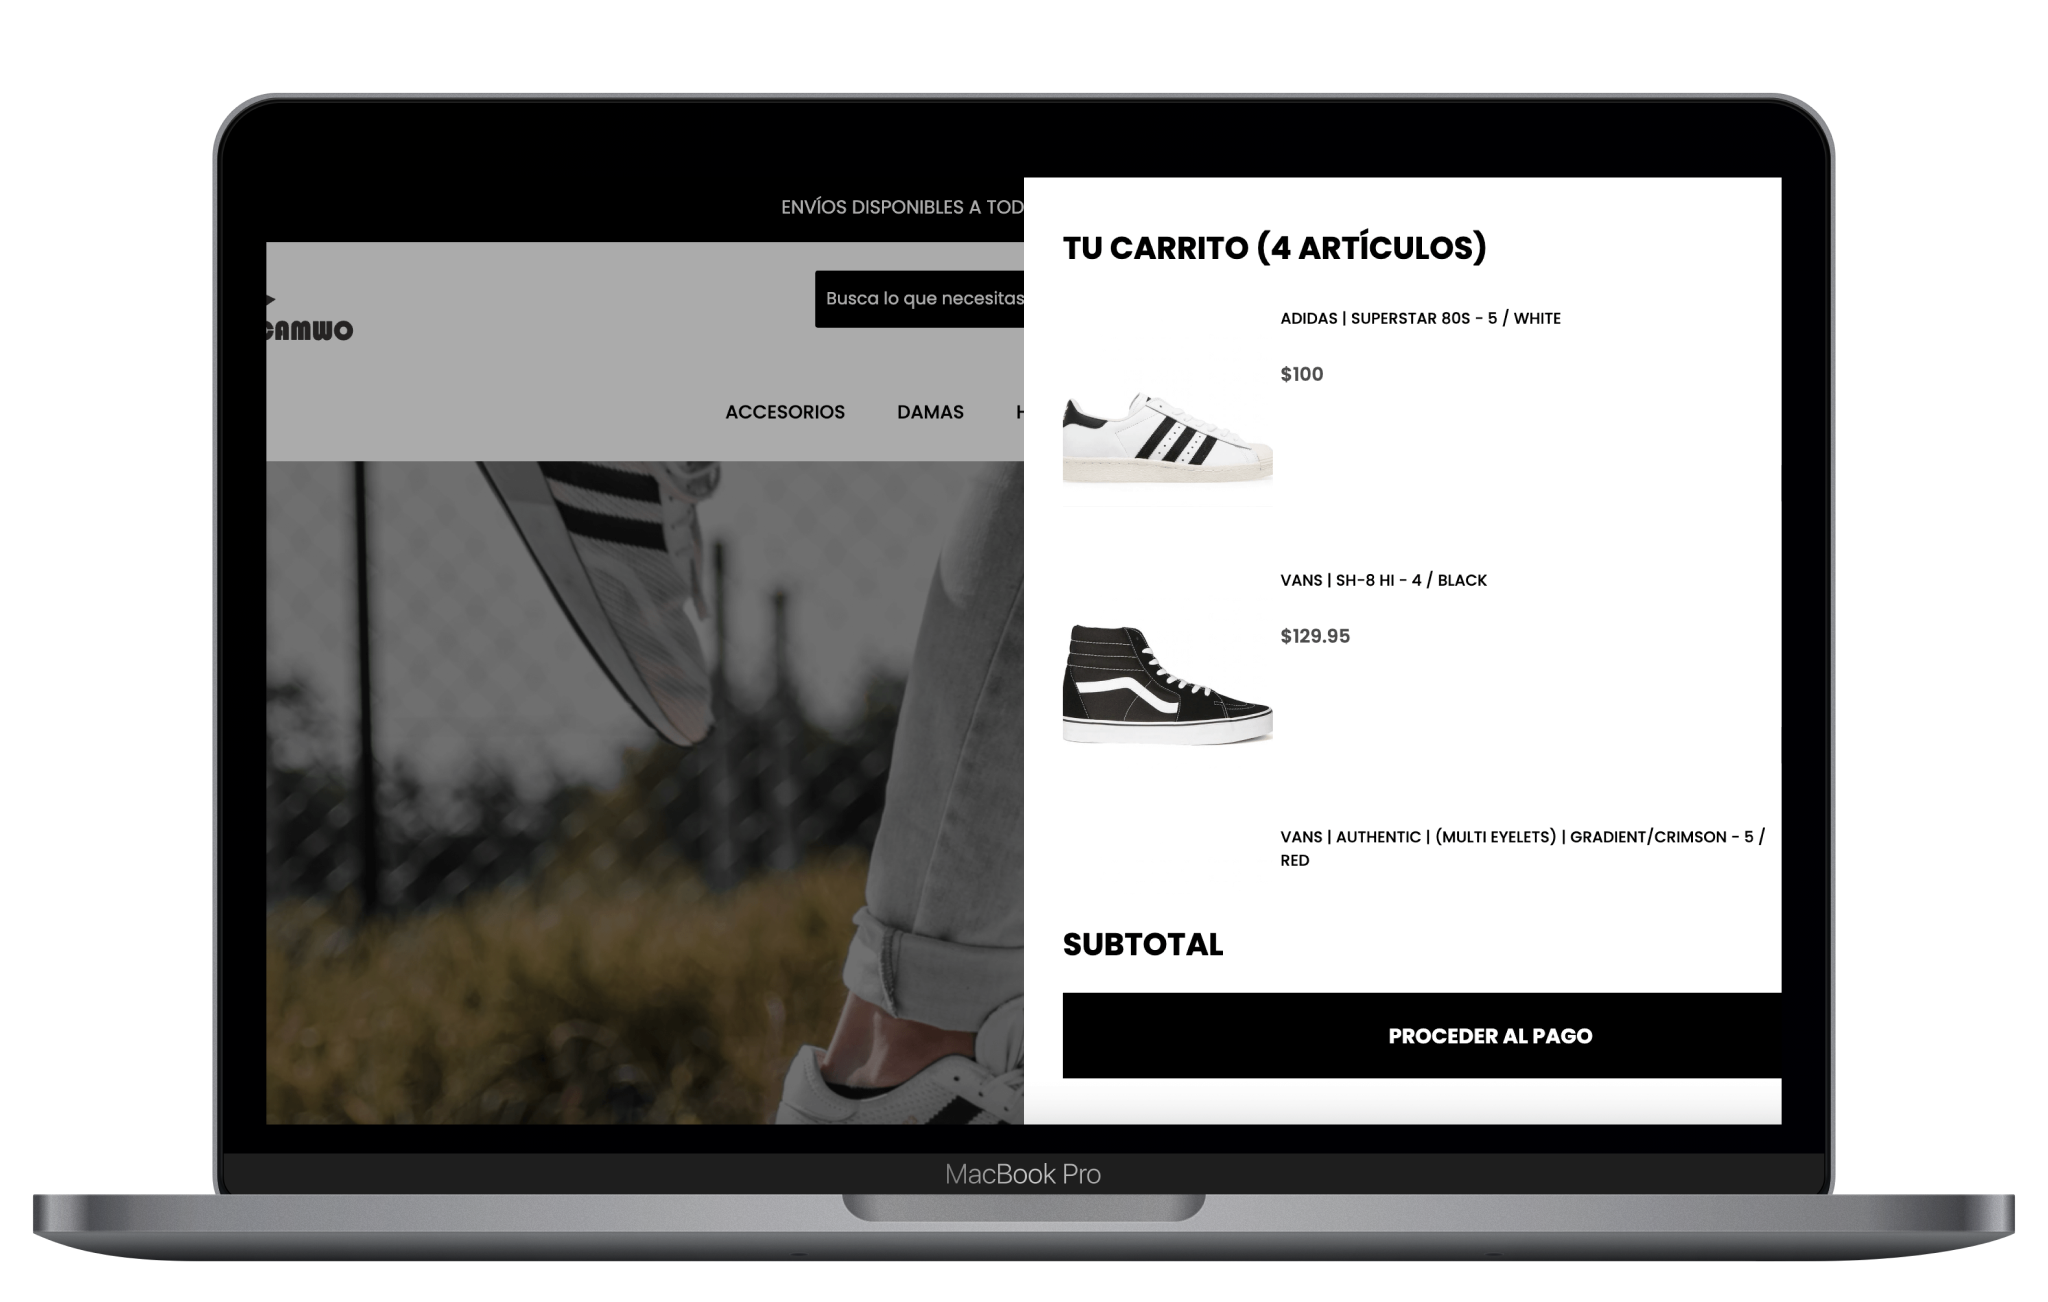 ENVÍOS DISPONIBLES A TOD
CAMWO
Busca lo que necesitas
ACCESORIOS DAMAS H
TU CARRITO (4 ARTÍCULOS)
ADIDAS | SUPERSTAR 80S - 5 / WHITE
$100
VANS | SH-8 HI - 4 / BLACK
$129.95
VANS | AUTHENTIC | (MULTI EYELETS) | GRADIENT/CRIMSON - 5 /
RED
SUBTOTAL
PROCEDER AL PAGO
MacBook Pro